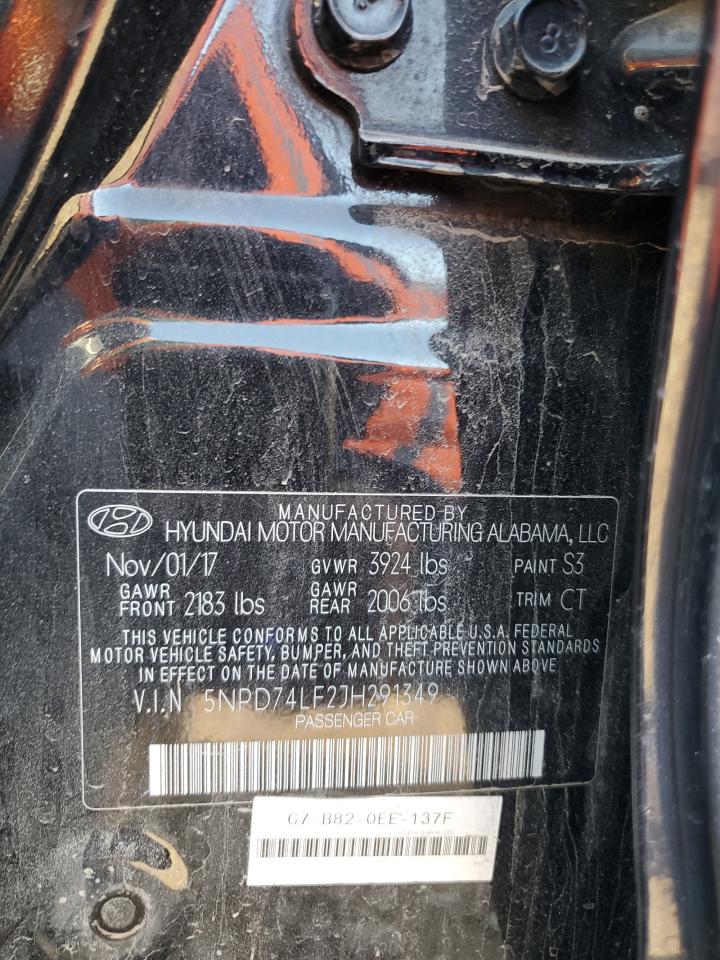 8
MANUFACTURED BY
HYUNDAI MOTOR MANUFACTURING ALABAMA, LLC
Nov/01/17 GVWR 3924 lbs PAINT S3
GAWR FRONT 2183 lbs GAWR REAR 2006 lbs TRIM CT
THIS VEHICLE CONFORMS TO ALL APPLICABLE U.S.A. FEDERAL
MOTOR VEHICLE SAFETY, BUMPER, AND THEFT PREVENTION STANDARDS
IN EFFECT ON THE DATE OF MANUFACTURE SHOWN ABOVE
V.I.N 5NPD74LF2JH291349
PASSENGER CAR
-B82-0EE-137F